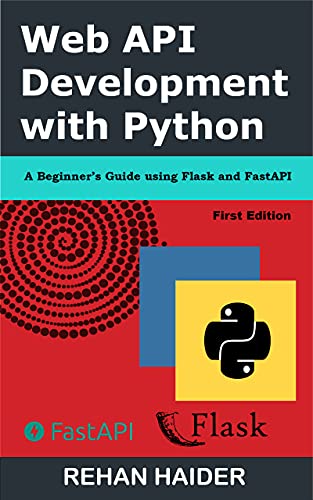 Web API
Development
with Python
A Beginner's Guide using Flask and FastAPI
First Edition
FastAPI
Flask
REHAN HAIDER